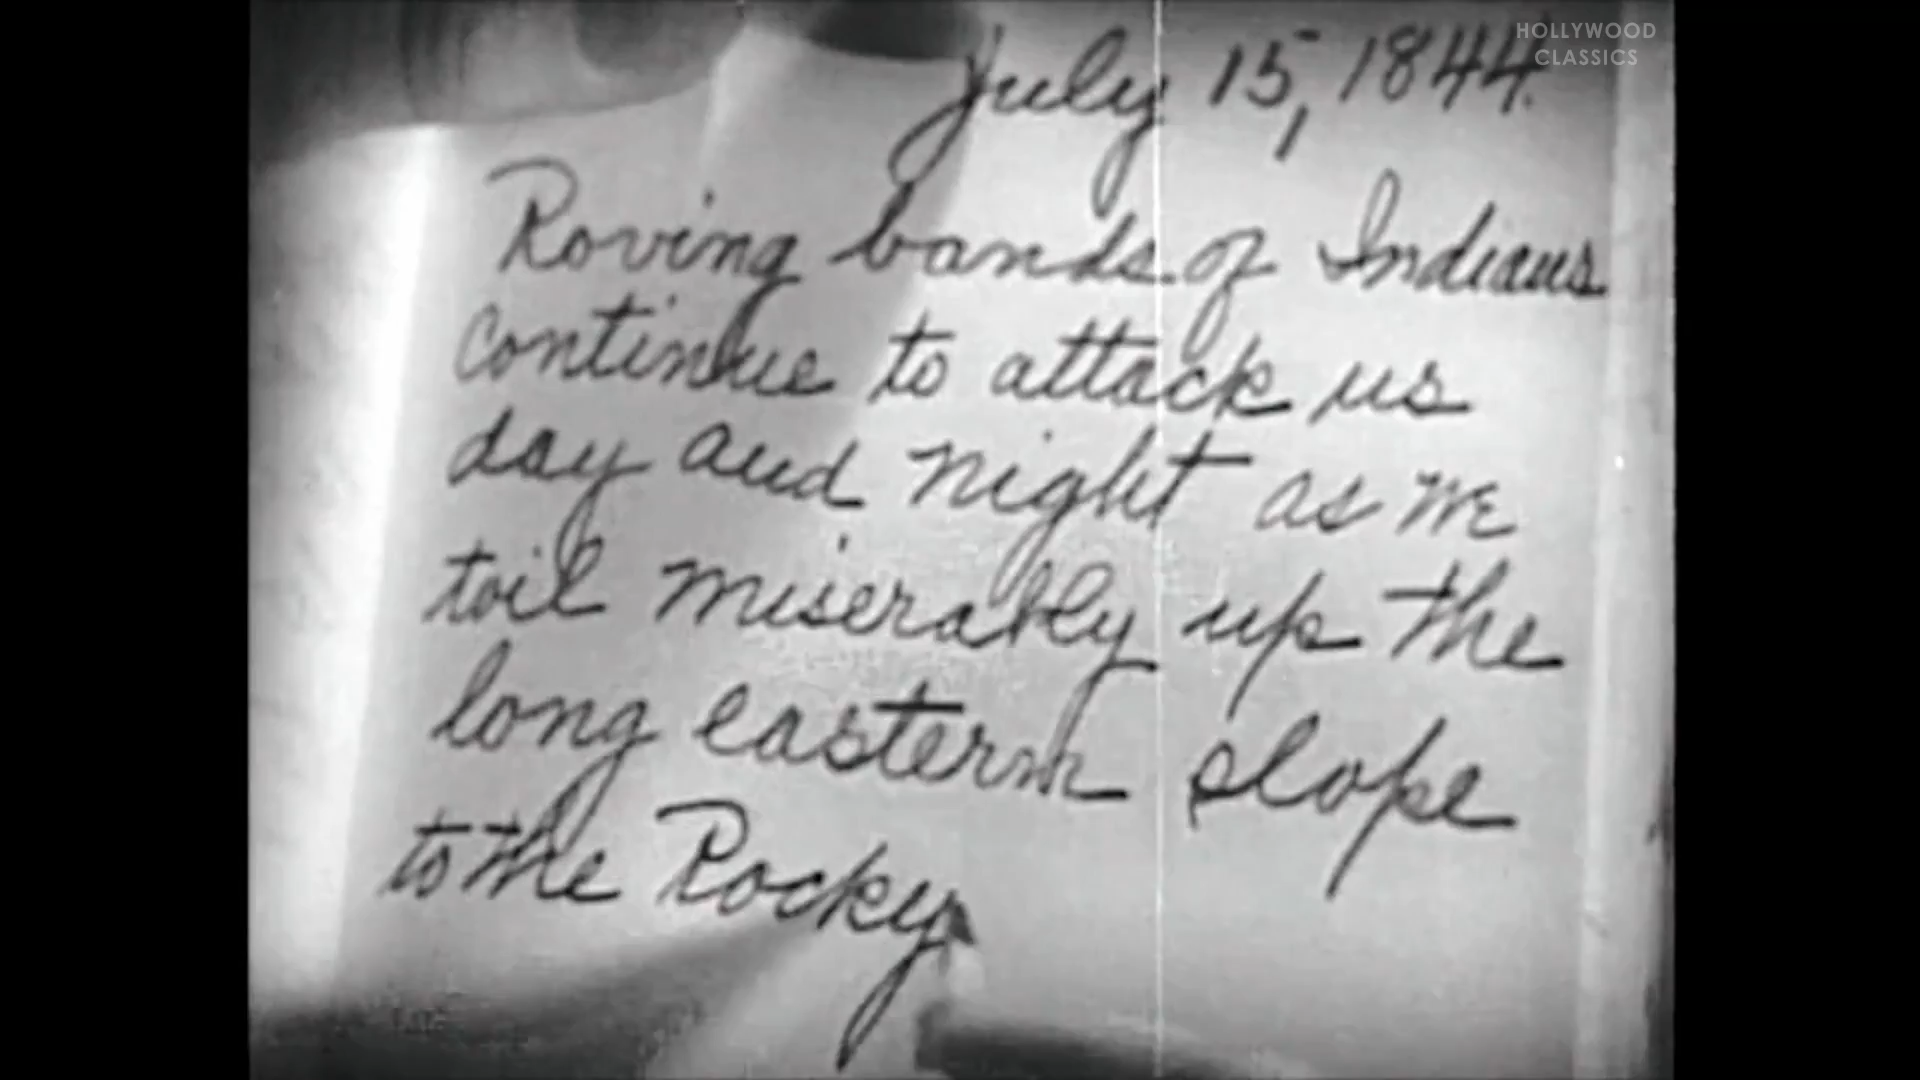 HOLLYWOOD
CLASSICS
July 15, 1844.
Roving bands of Indians
continue to attack us
day and night as we
toil miserably up the
long eastern slope
to the Rocky